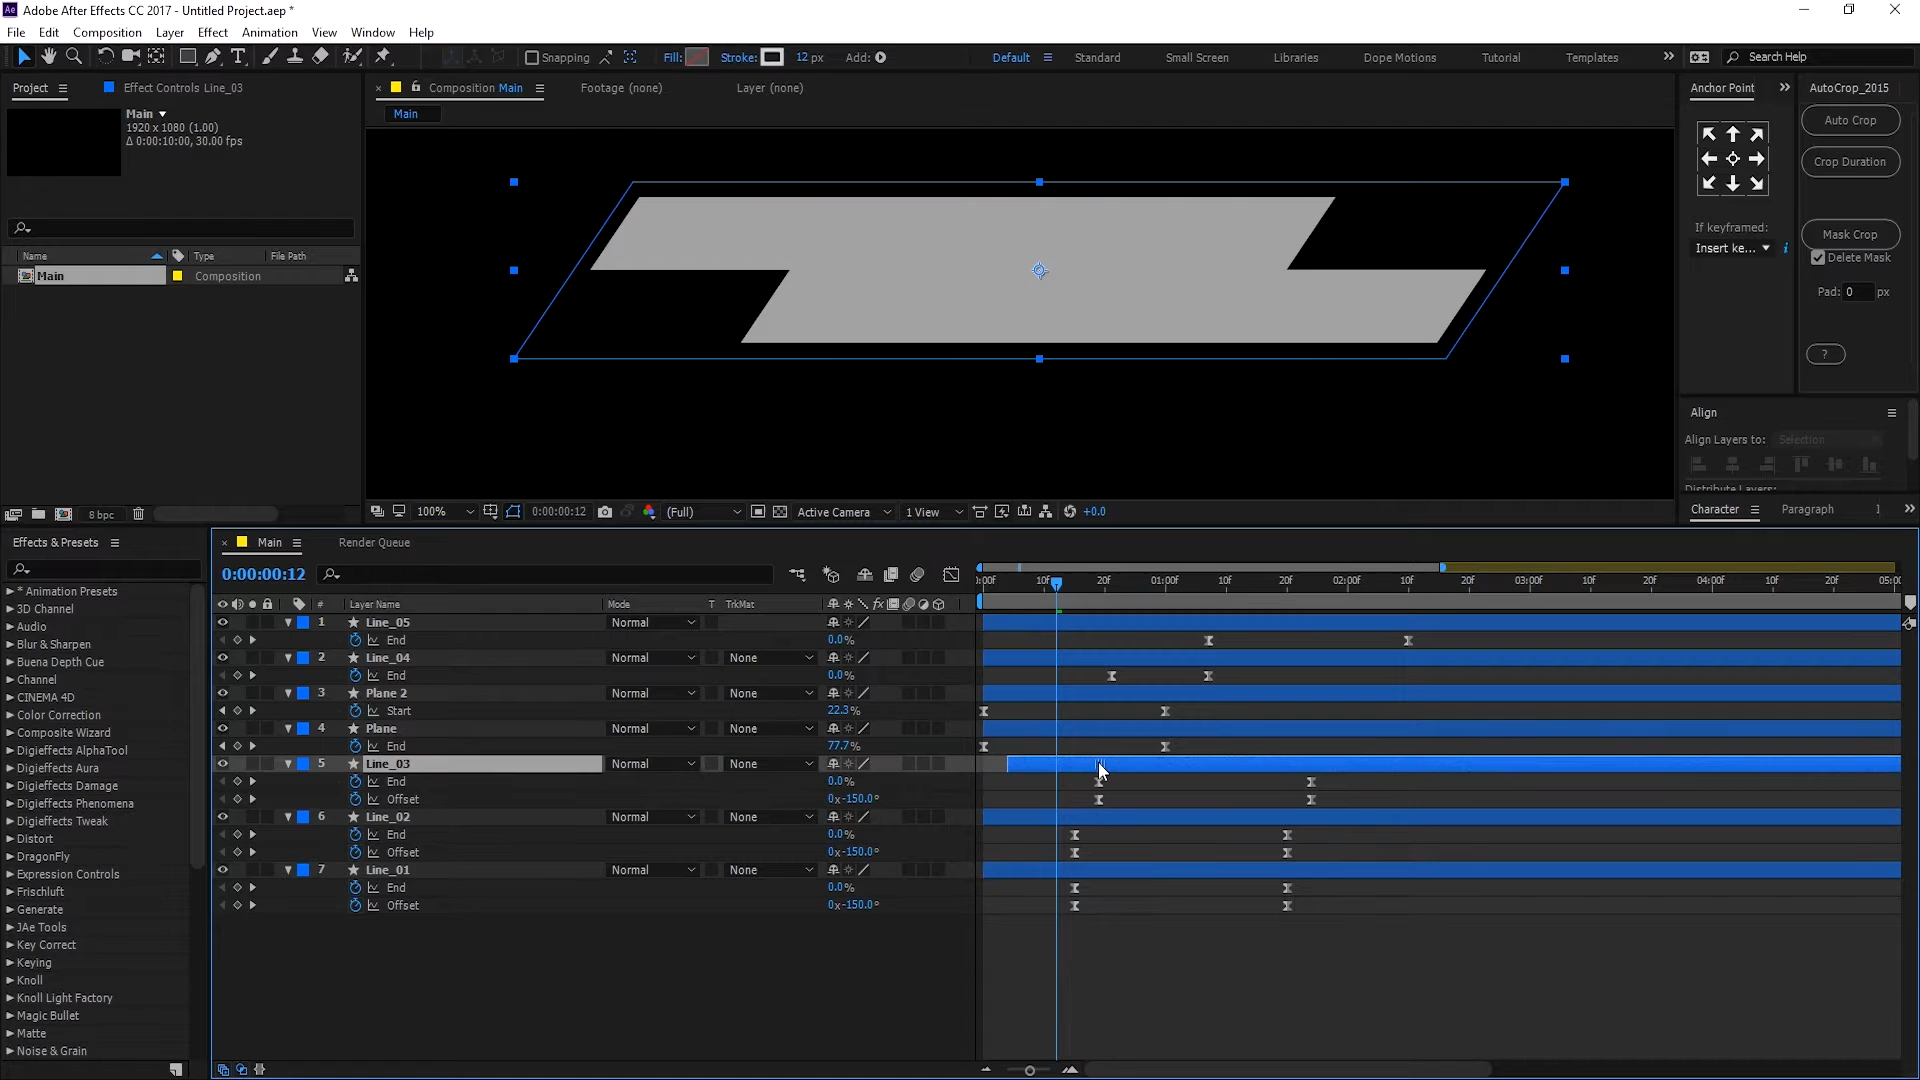 Adobe After Effects CC 2017 - Untitled Project.aep *
File Edit Composition Layer Effect Animation View Window Help
Snapping Fill: Stroke: 12 px Add: Default Standard Small Screen Libraries Dope Motions Tutorial Templates Search Help
Project Effect Controls Line_03
Main
1920 x 1080 (1.00)
Δ 0:00:10:00, 30.00 fps
Name Type File Path
Main Composition
8 bpc
Composition Main Footage (none) Layer (none)
Main
100% 0:00:00:12 (Full) Active Camera 1 View +0.0
Anchor Point AutoCrop_2015
Auto Crop
Crop Duration
If keyframed:
Insert ke...
Mask Crop
Delete Mask
Pad: 0 px
?
Align
Align Layers to: Selection
Distribute Layers:
Character Paragraph
Effects & Presets
* Animation Presets
3D Channel
Audio
Blur & Sharpen
Buena Depth Cue
Channel
CINEMA 4D
Color Correction
Composite Wizard
Digieffects AlphaTool
Digieffects Aura
Digieffects Damage
Digieffects Phenomena
Digieffects Tweak
Distort
DragonFly
Expression Controls
Frischluft
Generate
JAe Tools
Key Correct
Keying
Knoll
Knoll Light Factory
Magic Bullet
Matte
Noise & Grain
Main Render Queue
0:00:00:12
:00F 10F 20F 01:00F 10F 20F 02:00F 10F 20F 03:00F 10F 20F 04:00F 10F 20F 05:00
# Layer Name Mode T TrkMat
1 Line_05 Normal
End 0.0%
2 Line_04 Normal None
End 0.0%
3 Plane 2 Normal None
Start 22.3%
4 Plane Normal None
End 77.7%
5 Line_03 Normal None
End 0.0%
Offset 0x-150.0°
6 Line_02 Normal None
End 0.0%
Offset 0x-150.0°
7 Line_01 Normal None
End 0.0%
Offset 0x-150.0°